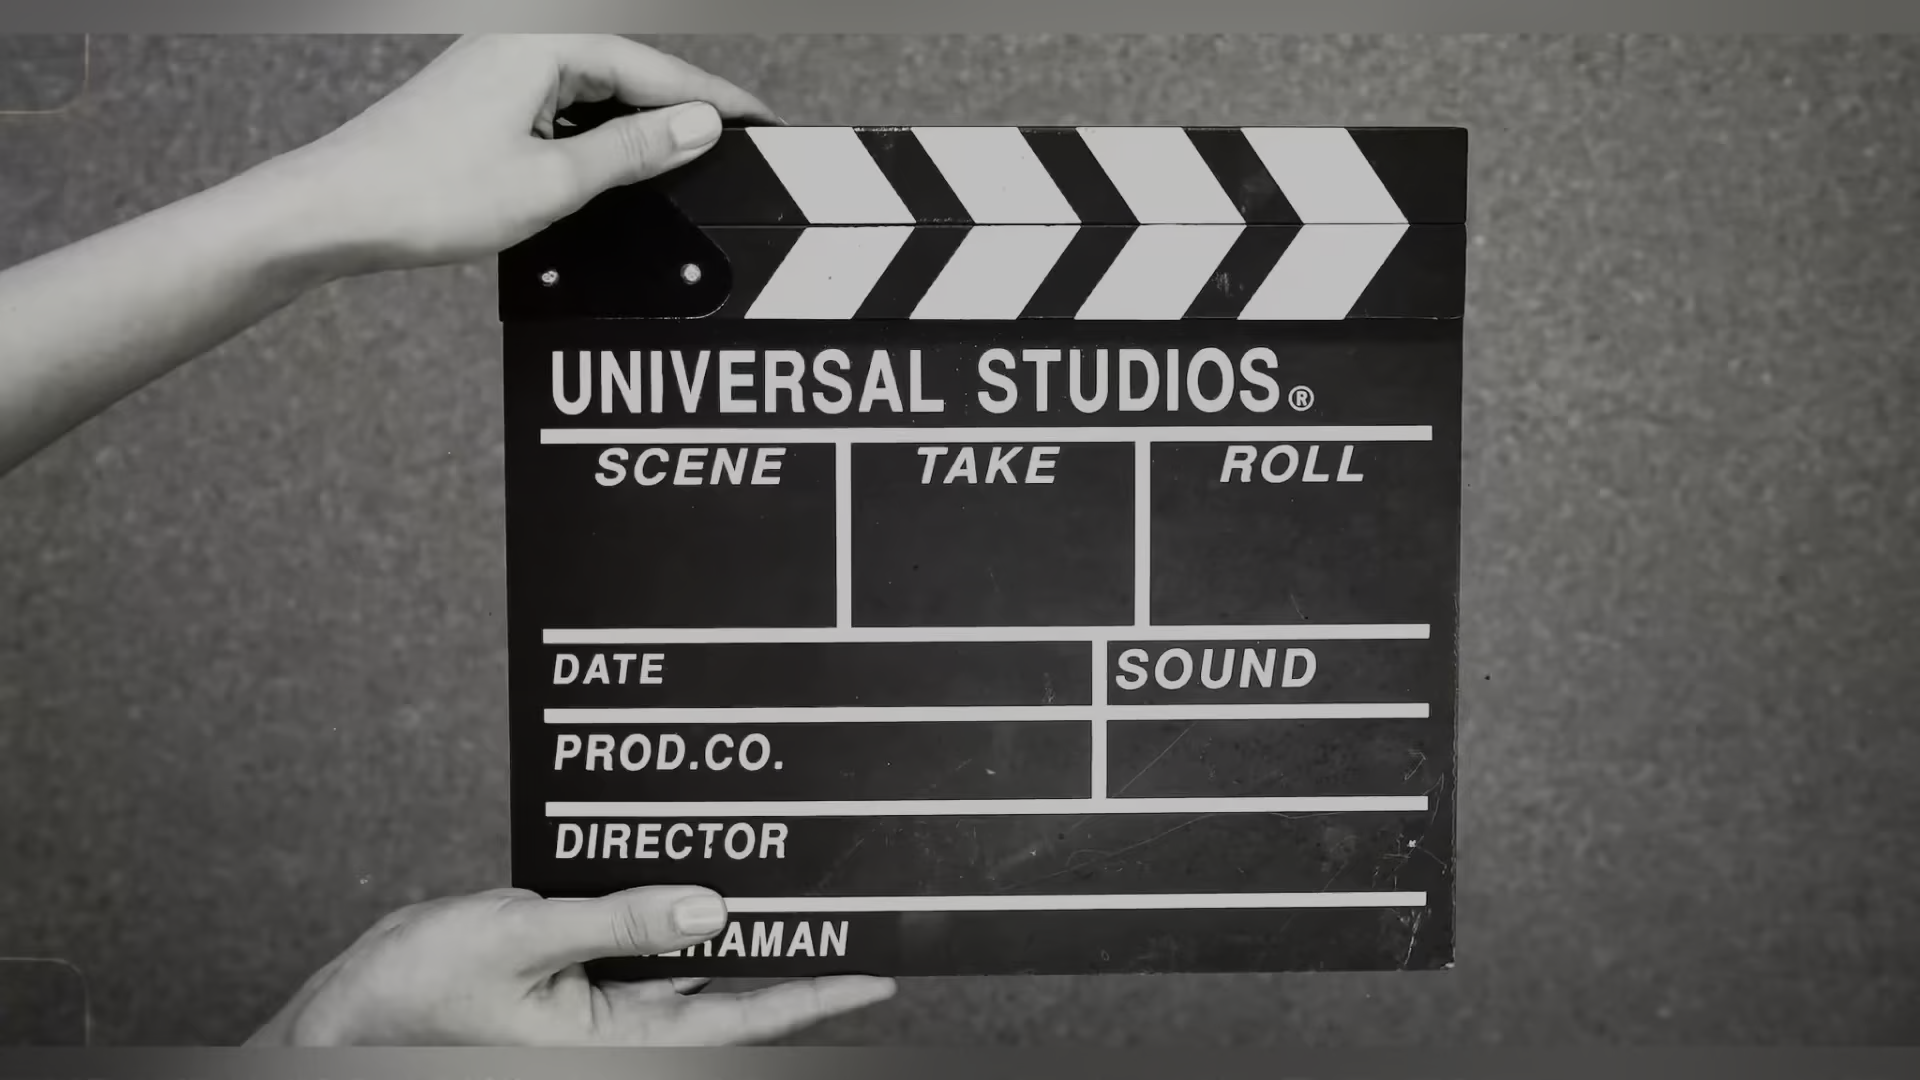 UNIVERSAL STUDIOS®
SCENE TAKE ROLL
DATE SOUND
PROD.CO.
DIRECTOR